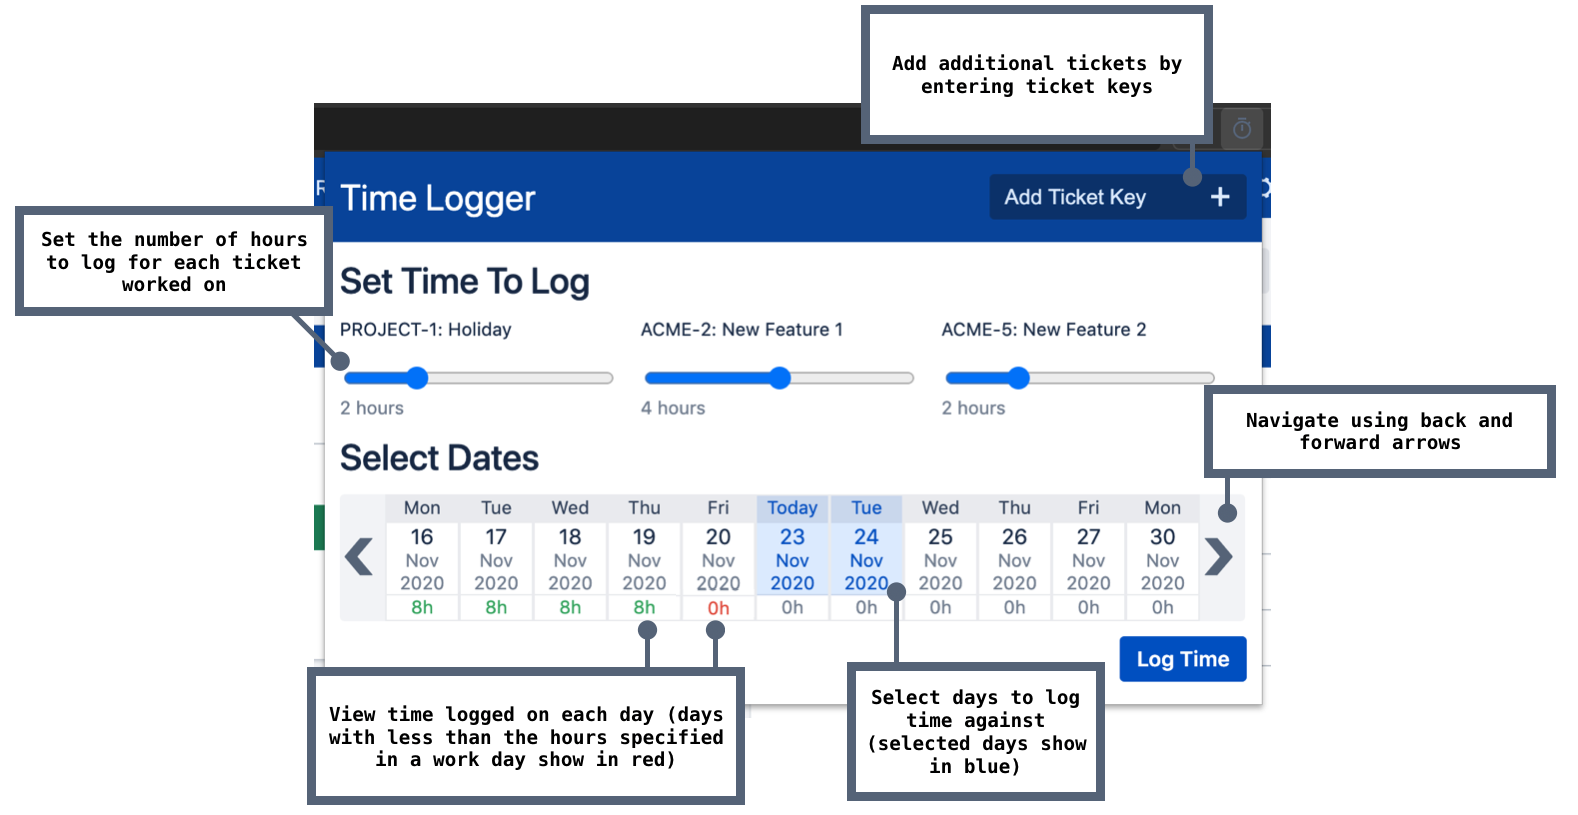 Add additional tickets by
entering ticket keys
R
Time Logger
Add Ticket Key +
Set the number of hours
to log for each ticket
worked on
Set Time To Log
PROJECT-1: Holiday ACME-2: New Feature 1 ACME-5: New Feature 2
2 hours 4 hours 2 hours
Navigate using back and
forward arrows
Select Dates
Mon Tue Wed Thu Fri Today Tue Wed Thu Fri Mon
16 17 18 19 20 23 24 25 26 27 30
Nov Nov Nov Nov Nov Nov Nov Nov Nov Nov Nov
2020 2020 2020 2020 2020 2020 2020 2020 2020 2020 2020
8h 8h 8h 8h 0h 0h 0h 0h 0h 0h 0h
Log Time
View time logged on each day (days
with less than the hours specified
in a work day show in red)
Select days to log
time against
(selected days show
in blue)